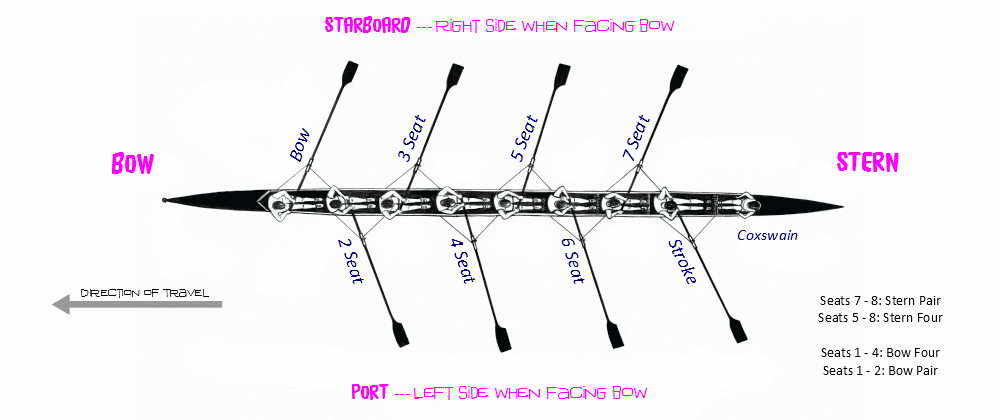 STARBOARD --- RIGHT SIDE WHEN FACING BOW
Bow
3 Seat
5 Seat
7 Seat
BOW
STERN
2 Seat
4 Seat
6 Seat
Stroke
Coxswain
DIRECTION OF TRAVEL
Seats 7 - 8: Stern Pair
Seats 5 - 8: Stern Four
Seats 1 - 4: Bow Four
Seats 1 - 2: Bow Pair
PORT --- LEFT SIDE WHEN FACING BOW